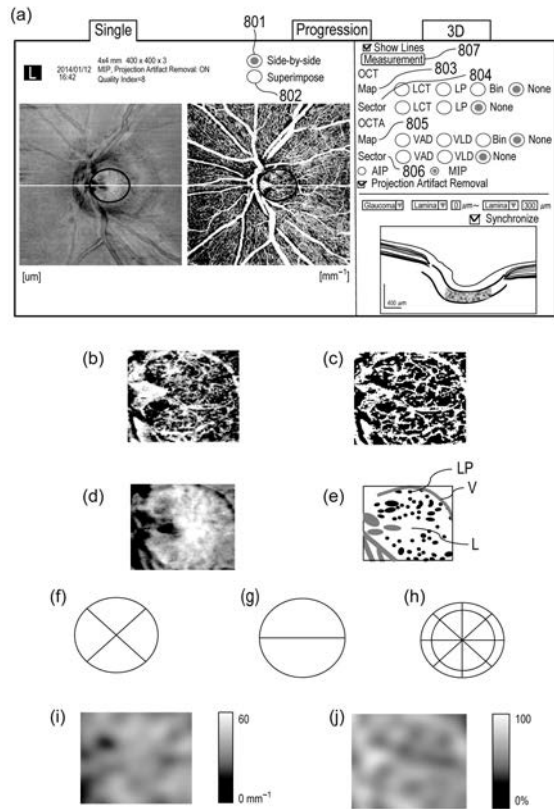 (a)
Single
Progression
3D
801
Side-by-side
Superimpose
802
L
2014/01/12
16:42
4x4 mm 400 x 400 x 3
MIP, Projection Artifact Removal: ON
Quality Index=8
[um]
[mm⁻¹]
Show Lines
Measurement
807
OCT 803 804
Map LCT LP Bin None
Sector LCT LP None
OCTA 805
Map VAD VLD Bin None
Sector VAD VLD None
806
AIP MIP
Projection Artifact Removal
Glaucoma Lamina 0 μm~ Lamina 300 μm
Synchronize
400 μm
(b)
(c)
(d)
(e)
LP
V
L
(f)
(g)
(h)
(i)
60
0 mm⁻¹
(j)
100
0%